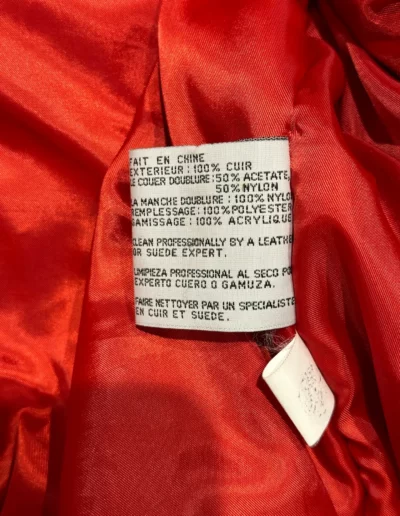 FAIT EN CHINE
EXTERIEUR: 100% CUIR
LE COUER DOUBLURE: 50% ACETATE,
50% NYLON
LA MANCHE DOUBLURE: 100% NYLON
REMPLESSAGE: 100% POLYESTER
GAMISSAGE: 100% ACRYLIQUE
CLEAN PROFESSIONALLY BY A LEATHER
OR SUEDE EXPERT.
LIMPIEZA PROFESSIONAL AL SECO POR
EXPERTO CUERO O GAMUZA.
FAIRE NETTOYER PAR UN SPECIALISTE
EN CUIR ET SUEDE.